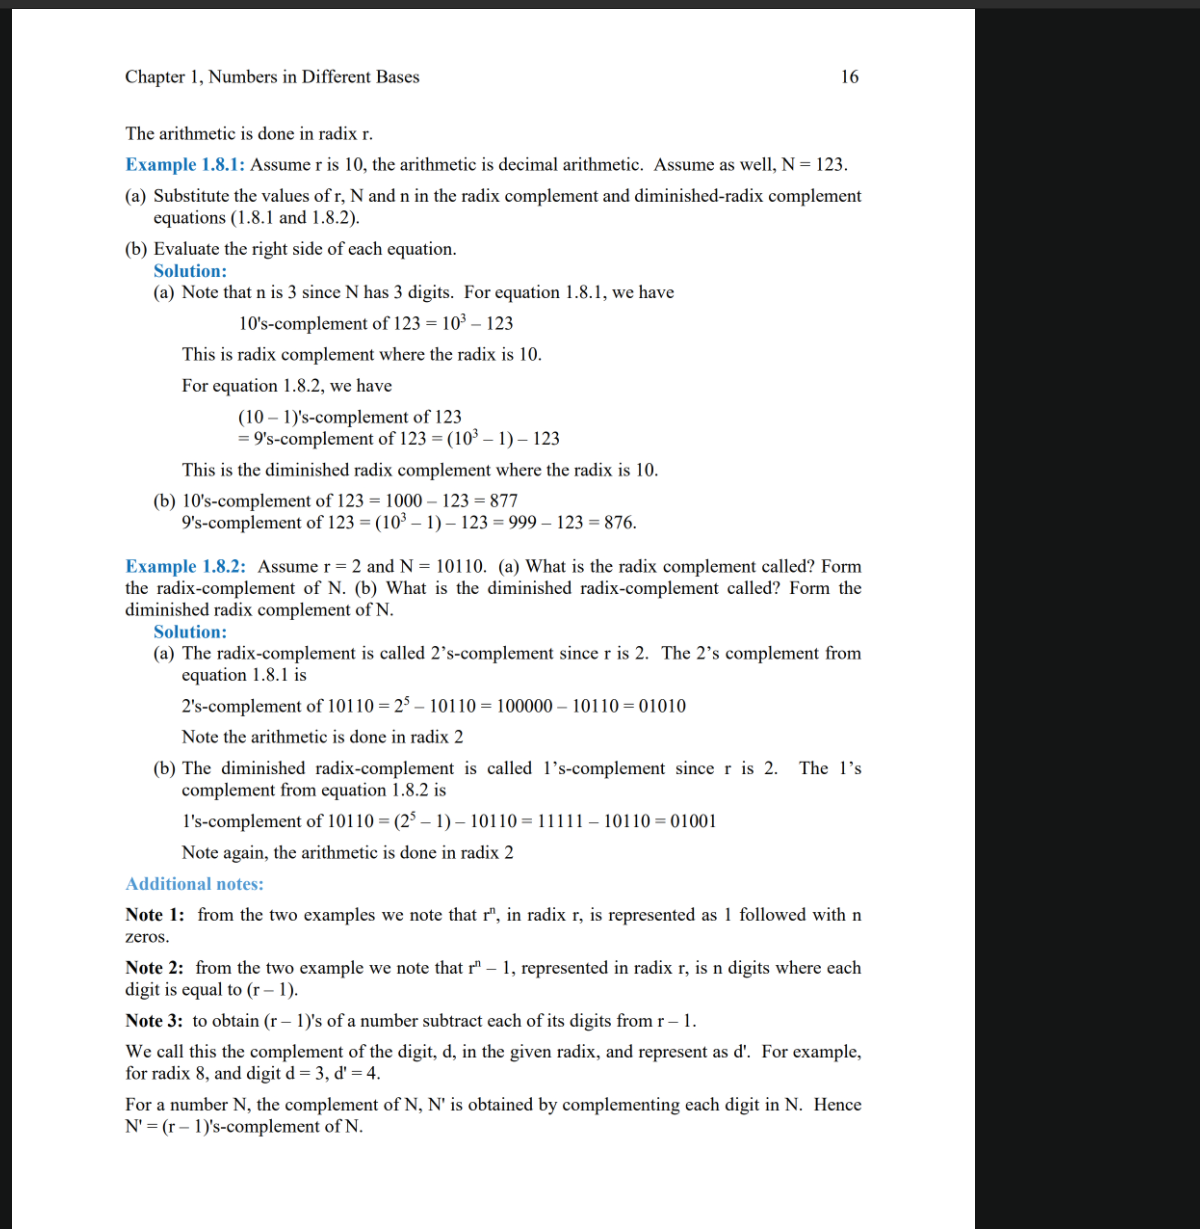 Chapter 1, Numbers in Different Bases 16
The arithmetic is done in radix r.
Example 1.8.1: Assume r is 10, the arithmetic is decimal arithmetic. Assume as well, N = 123.
(a) Substitute the values of r, N and n in the radix complement and diminished-radix complement
equations (1.8.1 and 1.8.2).
(b) Evaluate the right side of each equation.
Solution:
(a) Note that n is 3 since N has 3 digits. For equation 1.8.1, we have
10's-complement of 123 = 10³ – 123
This is radix complement where the radix is 10.
For equation 1.8.2, we have
(10 – 1)'s-complement of 123
= 9's-complement of 123 = (10³ – 1) – 123
This is the diminished radix complement where the radix is 10.
(b) 10's-complement of 123 = 1000 – 123 = 877
9's-complement of 123 = (10³ – 1) – 123 = 999 – 123 = 876.
Example 1.8.2: Assume r = 2 and N = 10110. (a) What is the radix complement called? Form
the radix-complement of N. (b) What is the diminished radix-complement called? Form the
diminished radix complement of N.
Solution:
(a) The radix-complement is called 2’s-complement since r is 2. The 2’s complement from
equation 1.8.1 is
2's-complement of 10110 = 2⁵ – 10110 = 100000 – 10110 = 01010
Note the arithmetic is done in radix 2
(b) The diminished radix-complement is called 1’s-complement since r is 2. The 1’s
complement from equation 1.8.2 is
1's-complement of 10110 = (2⁵ – 1) – 10110 = 11111 – 10110 = 01001
Note again, the arithmetic is done in radix 2
Additional notes:
Note 1: from the two examples we note that rⁿ, in radix r, is represented as 1 followed with n
zeros.
Note 2: from the two example we note that rⁿ – 1, represented in radix r, is n digits where each
digit is equal to (r – 1).
Note 3: to obtain (r – 1)'s of a number subtract each of its digits from r – 1.
We call this the complement of the digit, d, in the given radix, and represent as d'. For example,
for radix 8, and digit d = 3, d' = 4.
For a number N, the complement of N, N' is obtained by complementing each digit in N. Hence
N' = (r – 1)'s-complement of N.